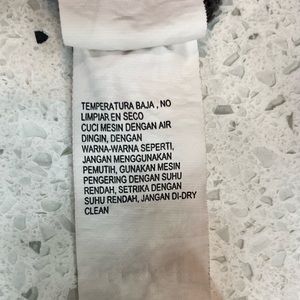 TEMPERATURA BAJA , NO
LIMPIAR EN SECO
CUCI MESIN DENGAN AIR
DINGIN, DENGAN
WARNA-WARNA SEPERTI,
JANGAN MENGGUNAKAN
PEMUTIH, GUNAKAN MESIN
PENGERING DENGAN SUHU
RENDAH, SETRIKA DENGAN
SUHU RENDAH, JANGAN DI-DRY
CLEAN